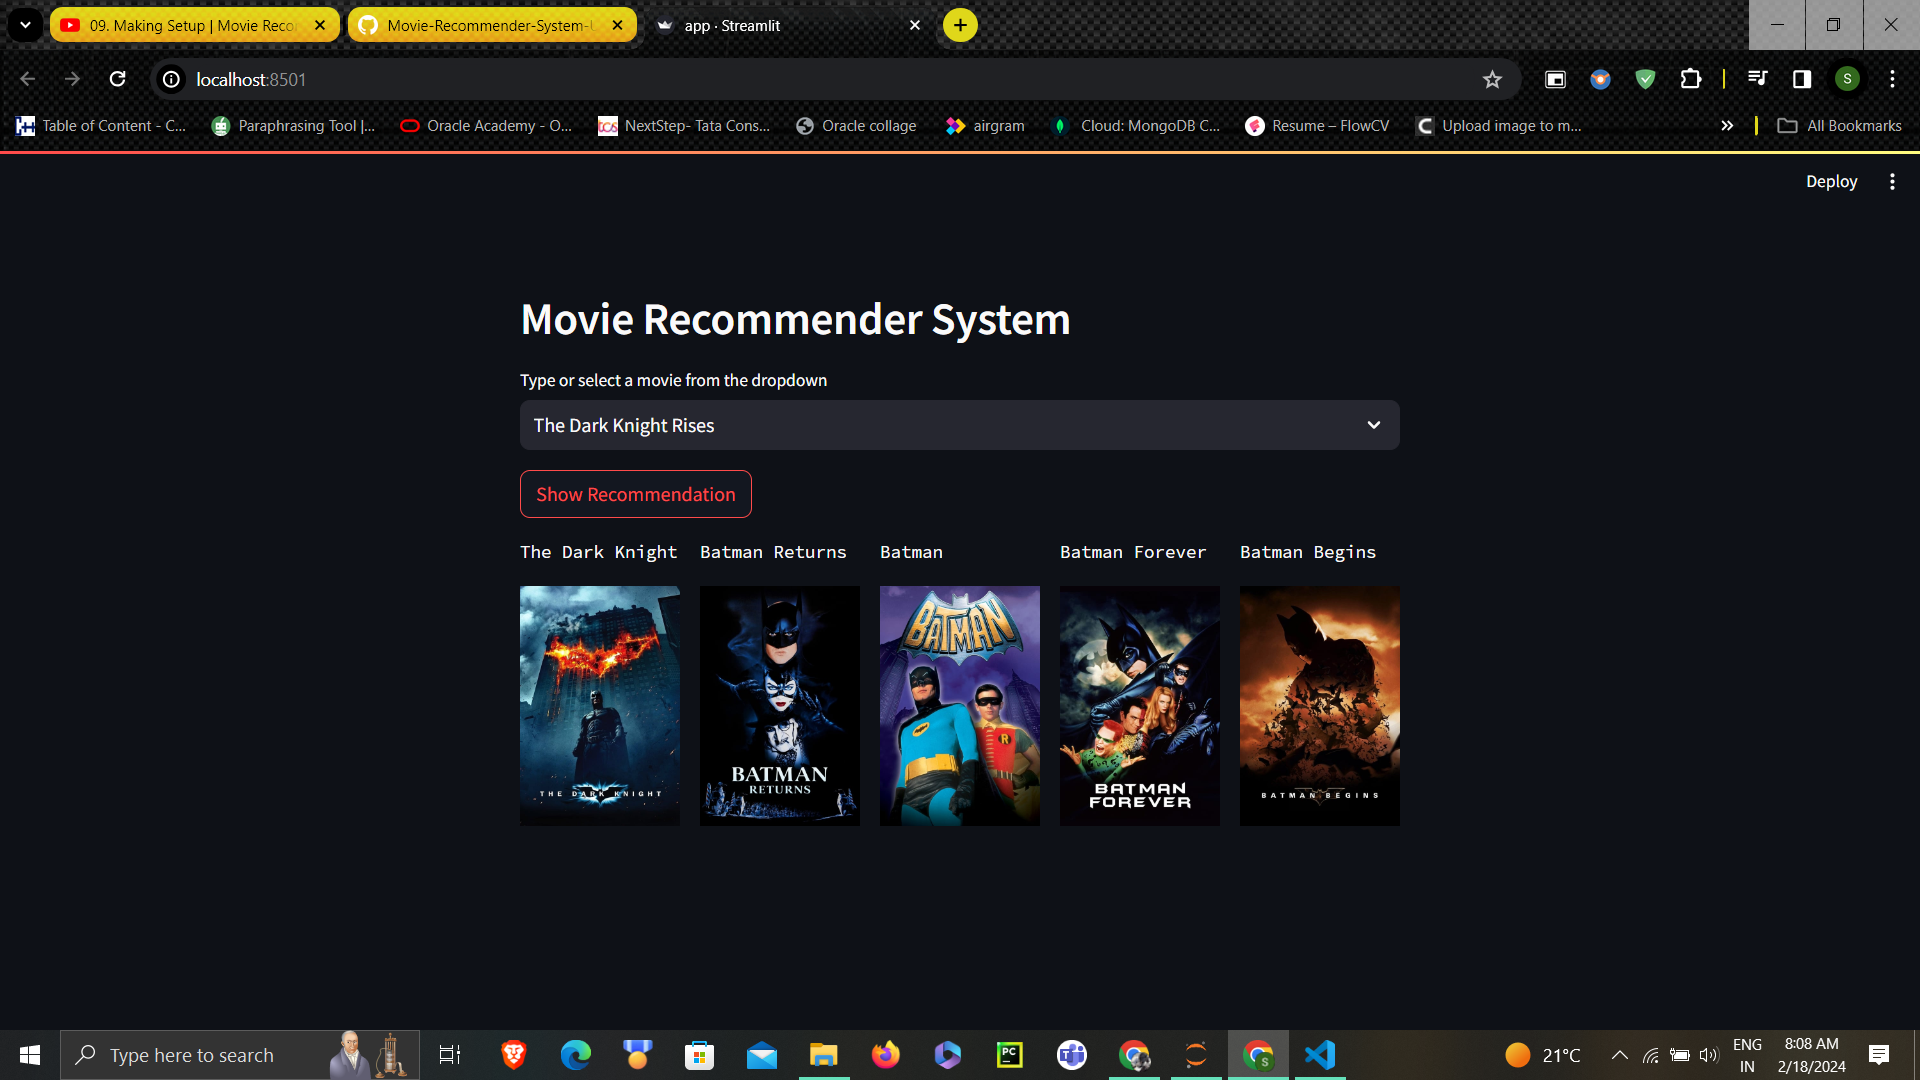 09. Making Setup | Movie Reco
Movie-Recommender-System-U
app · Streamlit
localhost:8501
S
Table of Content - C...
Paraphrasing Tool |...
Oracle Academy - O...
tcs
NextStep- Tata Cons...
Oracle collage
airgram
Cloud: MongoDB C...
Resume – FlowCV
Upload image to m...
All Bookmarks
Deploy
Movie Recommender System
Type or select a movie from the dropdown
The Dark Knight Rises
Show Recommendation
The Dark Knight
Batman Returns
Batman
Batman Forever
Batman Begins
THE DARK KNIGHT
BATMAN
RETURNS
BATMAN
R
BATMAN
FOREVER
BATMAN BEGINS
Type here to search
PC
S
21°C
ENG
IN
8:08 AM
2/18/2024